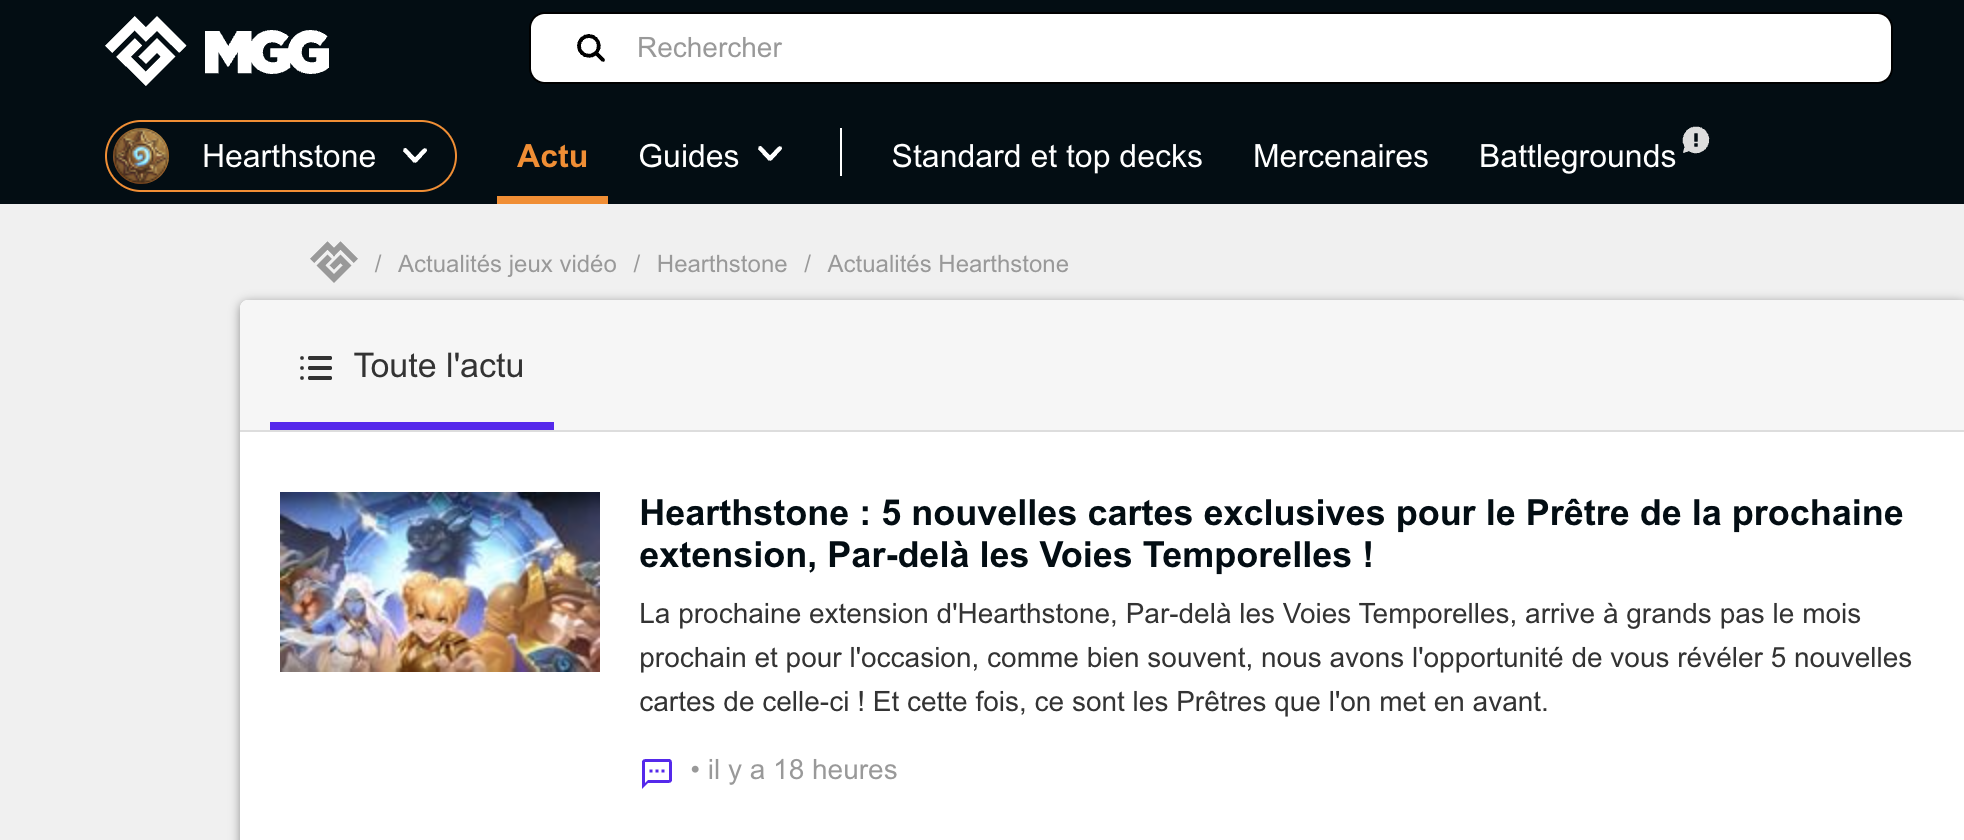 MGG
Rechercher
Hearthstone
Actu
Guides
Standard et top decks
Mercenaires
Battlegrounds
!
/ Actualités jeux vidéo / Hearthstone / Actualités Hearthstone
Toute l'actu
Hearthstone : 5 nouvelles cartes exclusives pour le Prêtre de la prochaine
extension, Par-delà les Voies Temporelles !
La prochaine extension d'Hearthstone, Par-delà les Voies Temporelles, arrive à grands pas le mois
prochain et pour l'occasion, comme bien souvent, nous avons l'opportunité de vous révéler 5 nouvelles
cartes de celle-ci ! Et cette fois, ce sont les Prêtres que l'on met en avant.
• il y a 18 heures